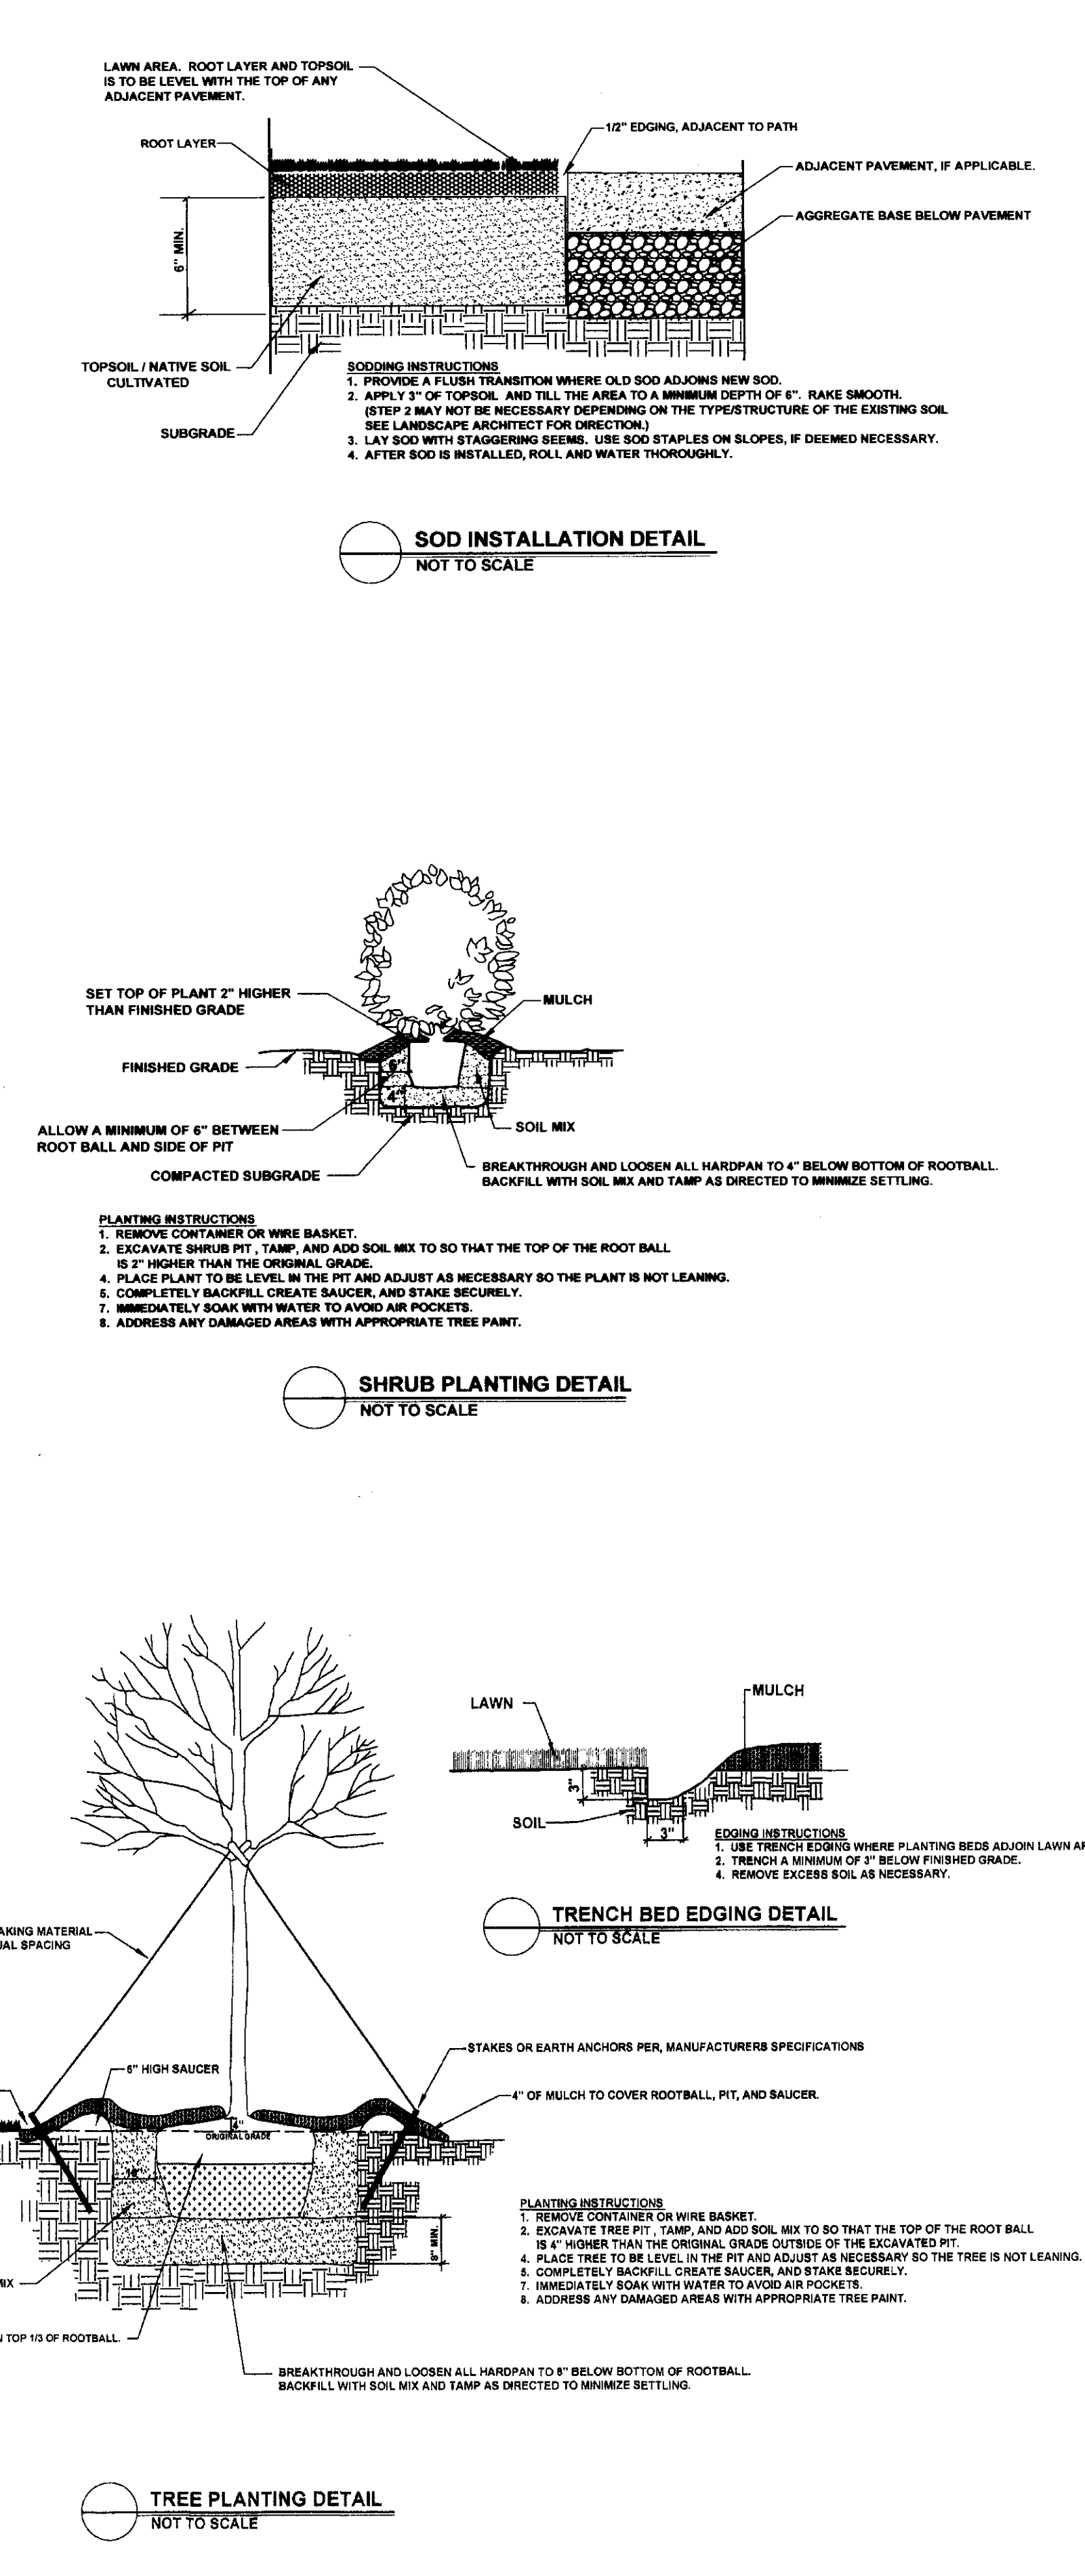 LAWN AREA. ROOT LAYER AND TOPSOIL
IS TO BE LEVEL WITH THE TOP OF ANY
ADJACENT PAVEMENT.
1/2" EDGING, ADJACENT TO PATH
ROOT LAYER
ADJACENT PAVEMENT, IF APPLICABLE.
AGGREGATE BASE BELOW PAVEMENT
6" MIN.
TOPSOIL / NATIVE SOIL
CULTIVATED
SUBGRADE
SODDING INSTRUCTIONS
1. PROVIDE A FLUSH TRANSITION WHERE OLD SOD ADJOINS NEW SOD.
2. APPLY 3" OF TOPSOIL AND TILL THE AREA TO A MINIMUM DEPTH OF 6". RAKE SMOOTH.
(STEP 2 MAY NOT BE NECESSARY DEPENDING ON THE TYPE/STRUCTURE OF THE EXISTING SOIL
SEE LANDSCAPE ARCHITECT FOR DIRECTION.)
3. LAY SOD WITH STAGGERING SEEMS. USE SOD STAPLES ON SLOPES, IF DEEMED NECESSARY.
4. AFTER SOD IS INSTALLED, ROLL AND WATER THOROUGHLY.
SOD INSTALLATION DETAIL
NOT TO SCALE
SET TOP OF PLANT 2" HIGHER
THAN FINISHED GRADE
MULCH
FINISHED GRADE
6"
4"
ALLOW A MINIMUM OF 6" BETWEEN
ROOT BALL AND SIDE OF PIT
SOIL MIX
COMPACTED SUBGRADE
BREAKTHROUGH AND LOOSEN ALL HARDPAN TO 4" BELOW BOTTOM OF ROOTBALL.
BACKFILL WITH SOIL MIX AND TAMP AS DIRECTED TO MINIMIZE SETTLING.
PLANTING INSTRUCTIONS
1. REMOVE CONTAINER OR WIRE BASKET.
2. EXCAVATE SHRUB PIT , TAMP, AND ADD SOIL MIX TO SO THAT THE TOP OF THE ROOT BALL
IS 2" HIGHER THAN THE ORIGINAL GRADE.
4. PLACE PLANT TO BE LEVEL IN THE PIT AND ADJUST AS NECESSARY SO THE PLANT IS NOT LEANING.
5. COMPLETELY BACKFILL CREATE SAUCER, AND STAKE SECURELY.
7. IMMEDIATELY SOAK WITH WATER TO AVOID AIR POCKETS.
8. ADDRESS ANY DAMAGED AREAS WITH APPROPRIATE TREE PAINT.
SHRUB PLANTING DETAIL
NOT TO SCALE
LAWN
MULCH
3"
SOIL
3"
EDGING INSTRUCTIONS
1. USE TRENCH EDGING WHERE PLANTING BEDS ADJOIN LAWN AR
2. TRENCH A MINIMUM OF 3" BELOW FINISHED GRADE.
4. REMOVE EXCESS SOIL AS NECESSARY.
TRENCH BED EDGING DETAIL
NOT TO SCALE
AKING MATERIAL
UAL SPACING
STAKES OR EARTH ANCHORS PER, MANUFACTURERS SPECIFICATIONS
6" HIGH SAUCER
4" OF MULCH TO COVER ROOTBALL, PIT, AND SAUCER.
4"
ORIGINAL GRADE
8" MIN.
PLANTING INSTRUCTIONS
1. REMOVE CONTAINER OR WIRE BASKET.
2. EXCAVATE TREE PIT , TAMP, AND ADD SOIL MIX TO SO THAT THE TOP OF THE ROOT BALL
IS 4" HIGHER THAN THE ORIGINAL GRADE OUTSIDE OF THE EXCAVATED PIT.
4. PLACE TREE TO BE LEVEL IN THE PIT AND ADJUST AS NECESSARY SO THE TREE IS NOT LEANING.
5. COMPLETELY BACKFILL CREATE SAUCER, AND STAKE SECURELY.
7. IMMEDIATELY SOAK WITH WATER TO AVOID AIR POCKETS.
8. ADDRESS ANY DAMAGED AREAS WITH APPROPRIATE TREE PAINT.
MIX
N TOP 1/3 OF ROOTBALL.
BREAKTHROUGH AND LOOSEN ALL HARDPAN TO 8" BELOW BOTTOM OF ROOTBALL.
BACKFILL WITH SOIL MIX AND TAMP AS DIRECTED TO MINIMIZE SETTLING.
TREE PLANTING DETAIL
NOT TO SCALE